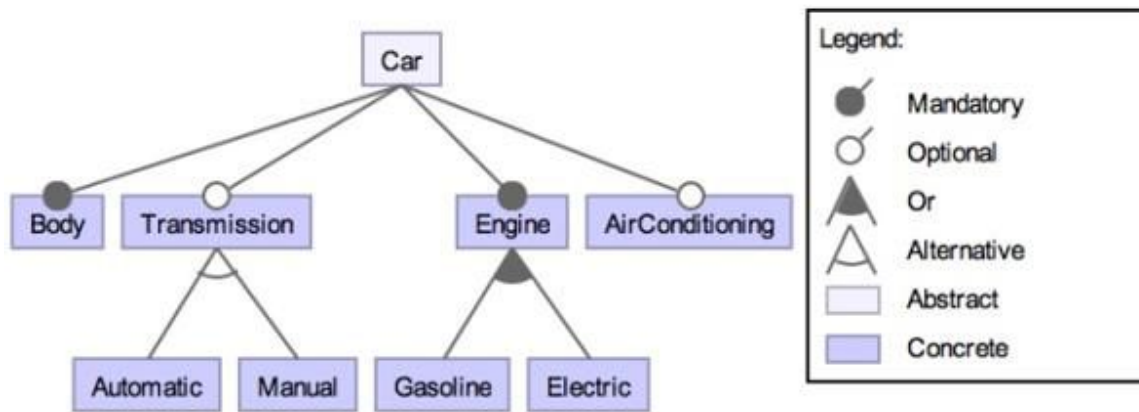 Car
Body
Transmission
Engine
AirConditioning
Automatic
Manual
Gasoline
Electric
Legend:
Mandatory
Optional
Or
Alternative
Abstract
Concrete